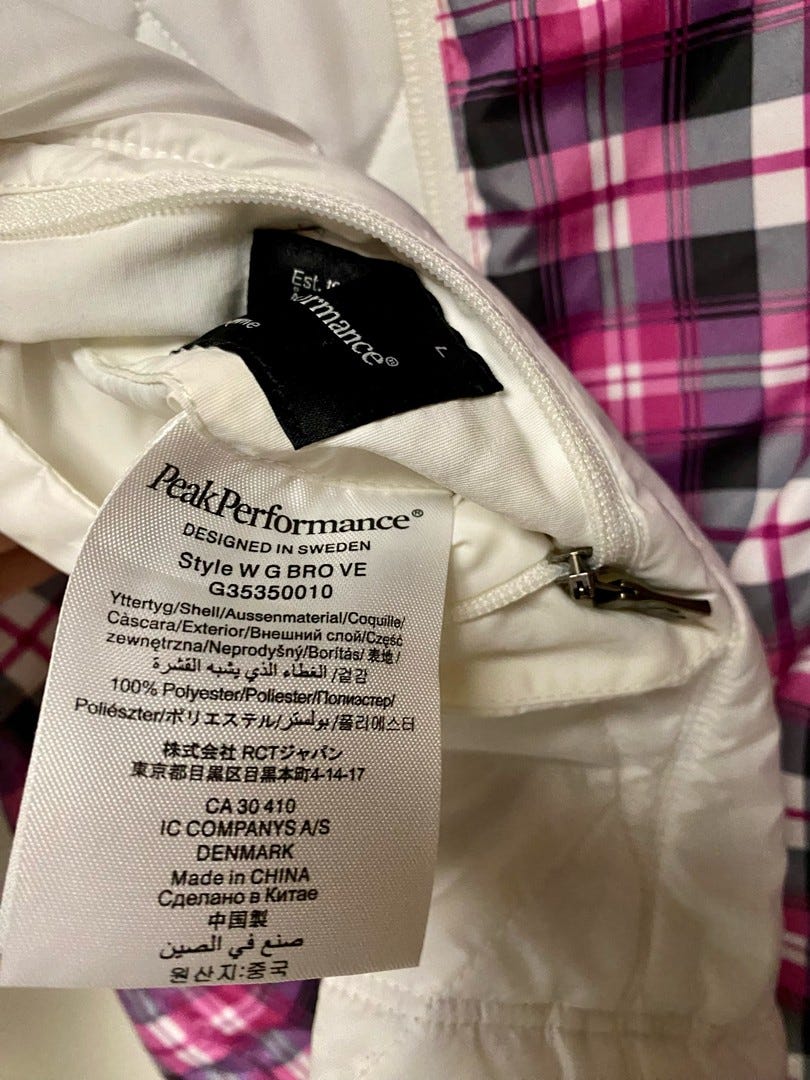 Est.
rmance®
PeakPerformance®
DESIGNED IN SWEDEN
Style W G BRO VE
G35350010
Yttertyg/Shell/Aussenmaterial/Coquille/
Càscara/Exterior/Внешний слой/Część
zewnętrzna/Neprodyšný/Borítás/ 表地 /
겉감/ الغطاء الذي يشبه القشرة
100% Polyester/Poliester/Полиэстер/
Poliészter/ポリエステル/بولستر/폴리에스터
株式会社 RCTジャパン
東京都目黒区目黒本町4-14-17
CA 30 410
IC COMPANYS A/S
DENMARK
Made in CHINA
Сделано в Китае
中国製
صنع في الصين
원산지:중국